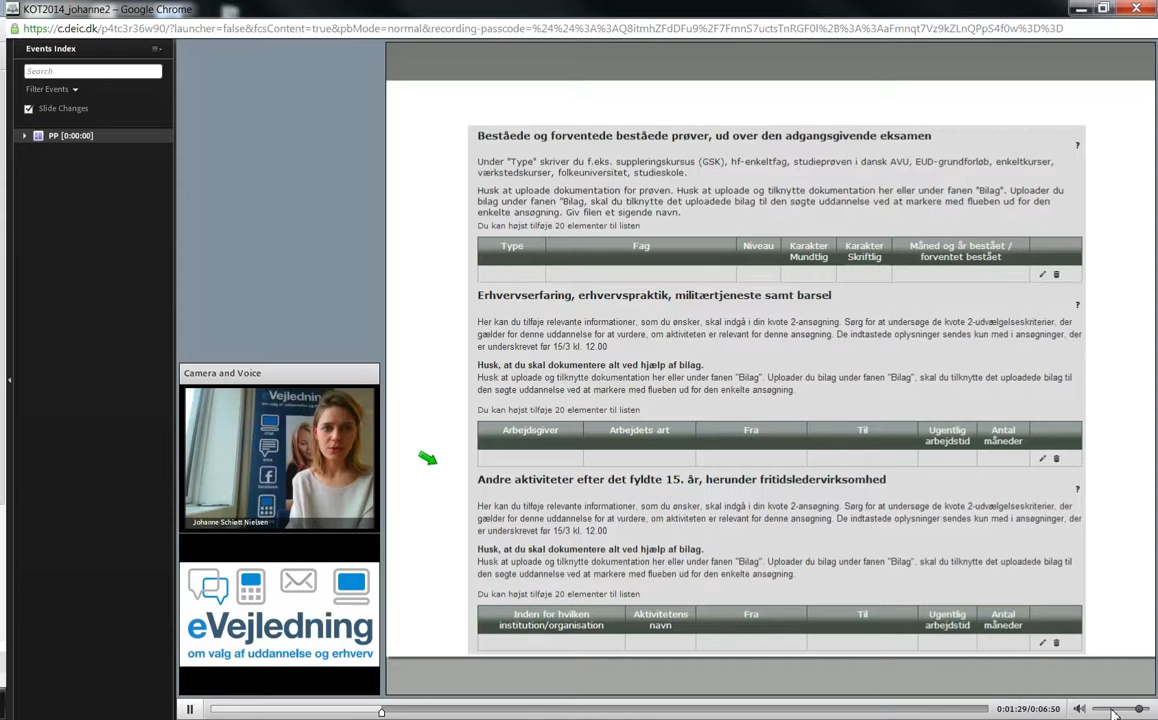 KOT2014_johanne2 – Google Chrome
https://c.deic.dk/p4tc3r36w90/?launcher=false&fcsContent=true&pbMode=normal&recording-passcode=%24%24%3A%3AQ8itmhZFdDFu9%2F7FmnS7uctsTnRGF0l%2B%3A%3AaFmnqt7Vz9kZLnQPpS4f0w%3D%3D
Events Index
Search
Filter Events
Slide Changes
PP [0:00:00]
Beståede og forventede beståede prøver, ud over den adgangsgivende eksamen
?
Under "Type" skriver du f.eks. suppleringskursus (GSK), hf-enkeltfag, studieprøven i dansk AVU, EUD-grundforløb, enkeltkurser,
værkstedskurser, folkeuniversitet, studieskole.
Husk at uploade dokumentation for prøven. Husk at uploade og tilknytte dokumentation her eller under fanen "Bilag". Uploader du
bilag under fanen "Bilag, skal du tilknytte det uploadede bilag til den søgte uddannelse ved at markere med flueben ud for den
enkelte ansøgning. Giv filen et sigende navn.
Du kan højst tilføje 20 elementer til listen
Type Fag Niveau Karakter Mundtlig Karakter Skriftlig Måned og år bestået / forventet bestået
Erhvervserfaring, erhvervspraktik, militærtjeneste samt barsel
?
Her kan du tilføje relevante informationer, som du ønsker, skal indgå i din kvote 2-ansøgning. Sørg for at undersøge de kvote 2-udvælgelseskriterier, der
gælder for denne uddannelse for at vurdere, om aktiviteten er relevant for denne ansøgning. De indtastede oplysninger sendes kun med i ansøgninger, der
er underskrevet før 15/3 kl. 12.00
Husk, at du skal dokumentere alt ved hjælp af bilag.
Husk at uploade og tilknytte dokumentation her eller under fanen "Bilag". Uploader du bilag under fanen "Bilag", skal du tilknytte det uploadede bilag til
den søgte uddannelse ved at markere med flueben ud for den enkelte ansøgning.
Du kan højst tilføje 20 elementer til listen
Arbejdsgiver Arbejdets art Fra Til Ugentlig arbejdstid Antal måneder
Andre aktiviteter efter det fyldte 15. år, herunder fritidsledervirksomhed
?
Her kan du tilføje relevante informationer, som du ønsker, skal indgå i din kvote 2-ansøgning. Sørg for at undersøge de kvote 2-udvælgelseskriterier, der
gælder for denne uddannelse for at vurdere, om aktiviteten er relevant for denne ansøgning. De indtastede oplysninger sendes kun med i ansøgninger, der
er underskrevet før 15/3 kl. 12.00
Husk, at du skal dokumentere alt ved hjælp af bilag.
Husk at uploade og tilknytte dokumentation her eller under fanen "Bilag". Uploader du bilag under fanen "Bilag", skal du tilknytte det uploadede bilag til
den søgte uddannelse ved at markere med flueben ud for den enkelte ansøgning.
Du kan højst tilføje 20 elementer til listen
Inden for hvilken institution/organisation Aktivitetens navn Fra Til Ugentlig arbejdstid Antal måneder
Camera and Voice
eVejledning
Johanne Schiøtt Nielsen
eVejledning
om valg af uddannelse og erhverv
0:01:29/0:06:50